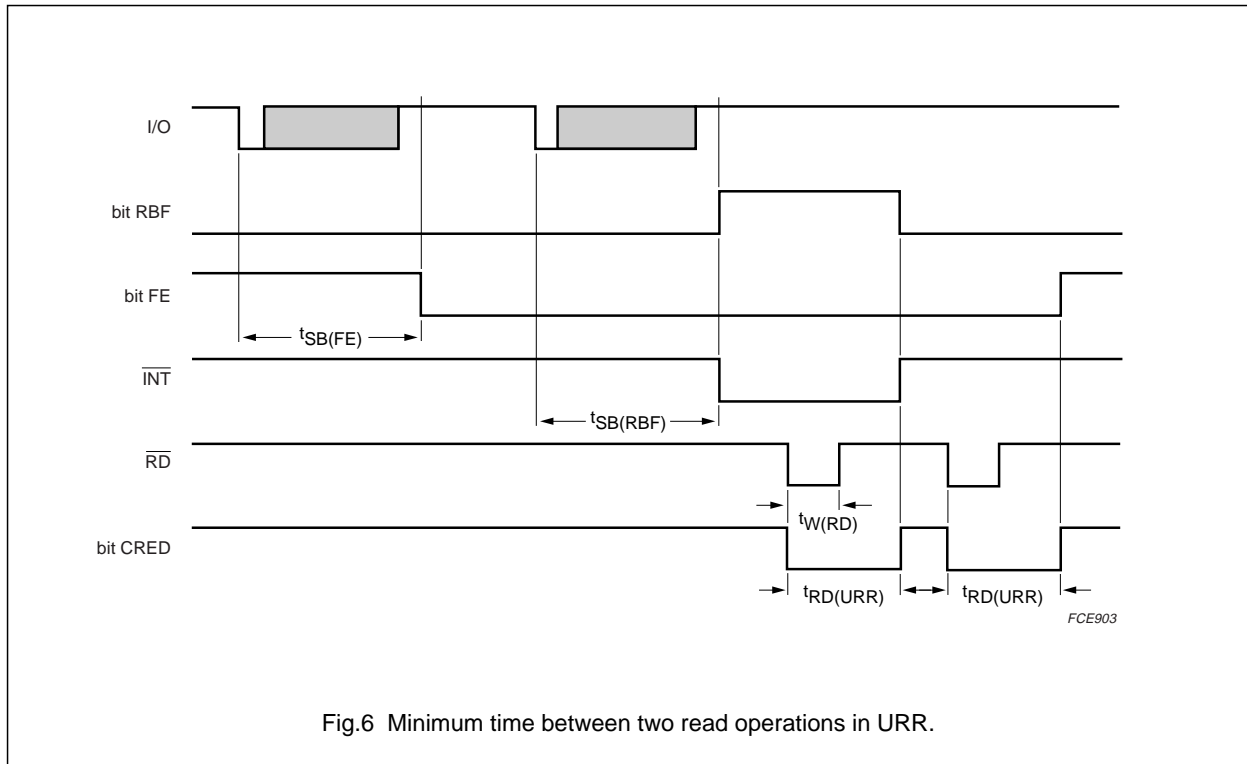 I/O
bit RBF
bit FE
tSB(FE)
INT
tSB(RBF)
RD
tW(RD)
bit CRED
tRD(URR) tRD(URR)
FCE903
Fig.6 Minimum time between two read operations in URR.